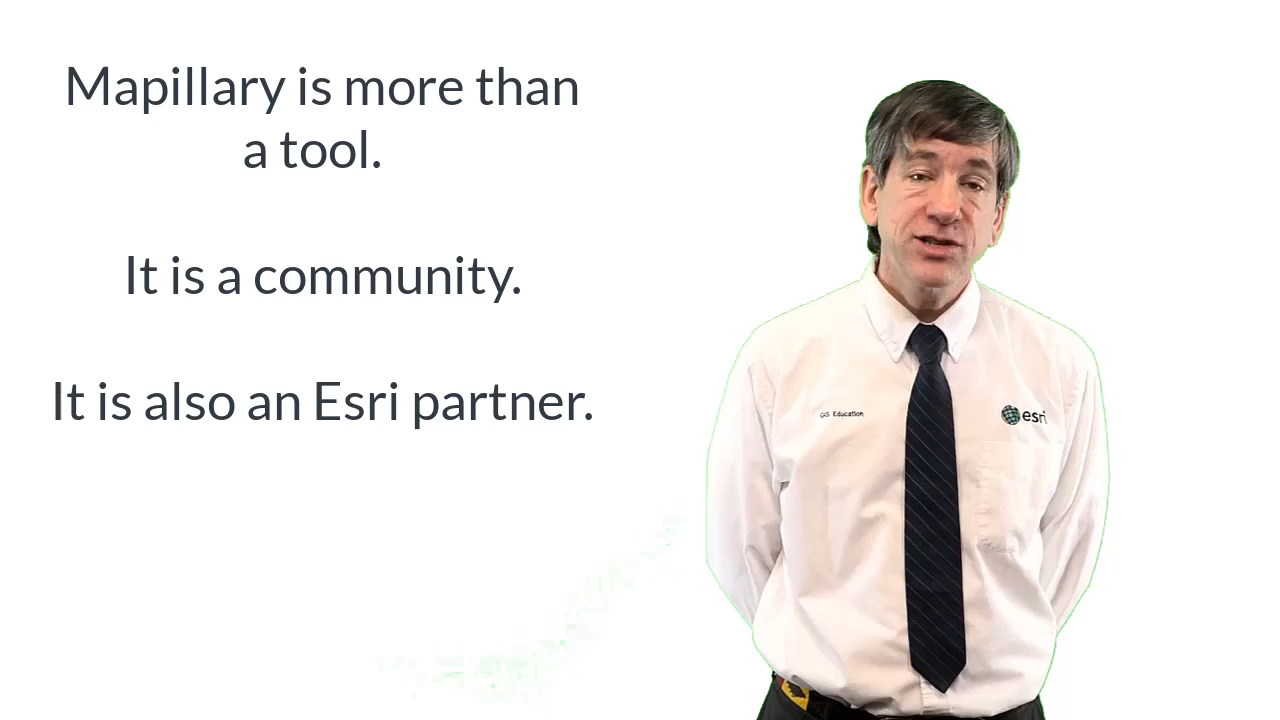 Mapillary is more than
a tool.
It is a community.
It is also an Esri partner.
GIS Education
esri